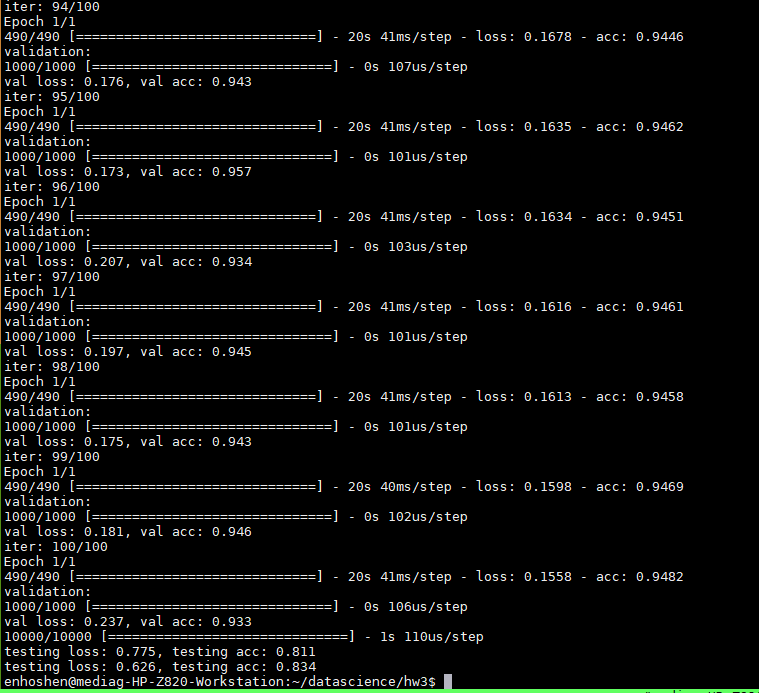 iter: 94/100
Epoch 1/1
490/490 [==============================] - 20s 41ms/step - loss: 0.1678 - acc: 0.9446
validation:
1000/1000 [==============================] - 0s 107us/step
val loss: 0.176, val acc: 0.943
iter: 95/100
Epoch 1/1
490/490 [==============================] - 20s 41ms/step - loss: 0.1635 - acc: 0.9462
validation:
1000/1000 [==============================] - 0s 101us/step
val loss: 0.173, val acc: 0.957
iter: 96/100
Epoch 1/1
490/490 [==============================] - 20s 41ms/step - loss: 0.1634 - acc: 0.9451
validation:
1000/1000 [==============================] - 0s 103us/step
val loss: 0.207, val acc: 0.934
iter: 97/100
Epoch 1/1
490/490 [==============================] - 20s 41ms/step - loss: 0.1616 - acc: 0.9461
validation:
1000/1000 [==============================] - 0s 101us/step
val loss: 0.197, val acc: 0.945
iter: 98/100
Epoch 1/1
490/490 [==============================] - 20s 41ms/step - loss: 0.1613 - acc: 0.9458
validation:
1000/1000 [==============================] - 0s 101us/step
val loss: 0.175, val acc: 0.943
iter: 99/100
Epoch 1/1
490/490 [==============================] - 20s 40ms/step - loss: 0.1598 - acc: 0.9469
validation:
1000/1000 [==============================] - 0s 102us/step
val loss: 0.181, val acc: 0.946
iter: 100/100
Epoch 1/1
490/490 [==============================] - 20s 41ms/step - loss: 0.1558 - acc: 0.9482
validation:
1000/1000 [==============================] - 0s 106us/step
val loss: 0.237, val acc: 0.933
10000/10000 [==============================] - 1s 110us/step
testing loss: 0.775, testing acc: 0.811
testing loss: 0.626, testing acc: 0.834
enhoshen@mediag-HP-Z820-Workstation:~/datascience/hw3$